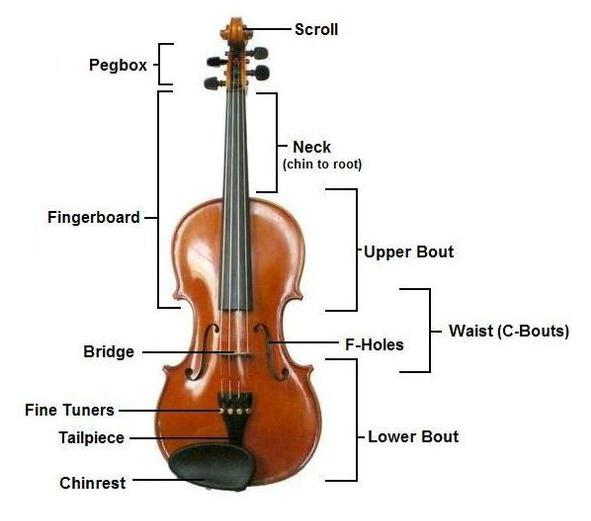 Scroll
Pegbox
Neck
(chin to root)
Fingerboard
Upper Bout
Waist (C-Bouts)
F-Holes
Bridge
Fine Tuners
Tailpiece
Lower Bout
Chinrest